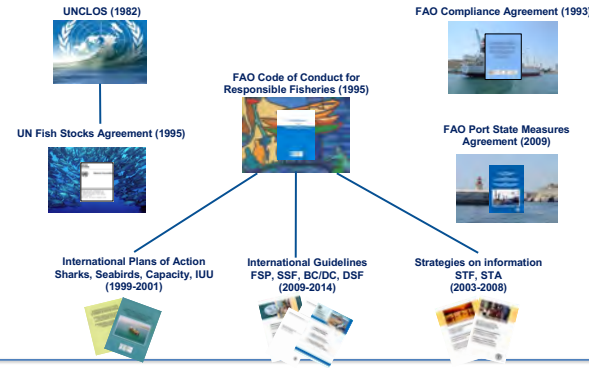 UNCLOS (1982)
FAO Compliance Agreement (1993)
FAO Code of Conduct for
Responsible Fisheries (1995)
UN Fish Stocks Agreement (1995)
FAO Port State Measures
Agreement (2009)
International Plans of Action
Sharks, Seabirds, Capacity, IUU
(1999-2001)
International Guidelines
FSP, SSF, BC/DC, DSF
(2009-2014)
Strategies on information
STF, STA
(2003-2008)